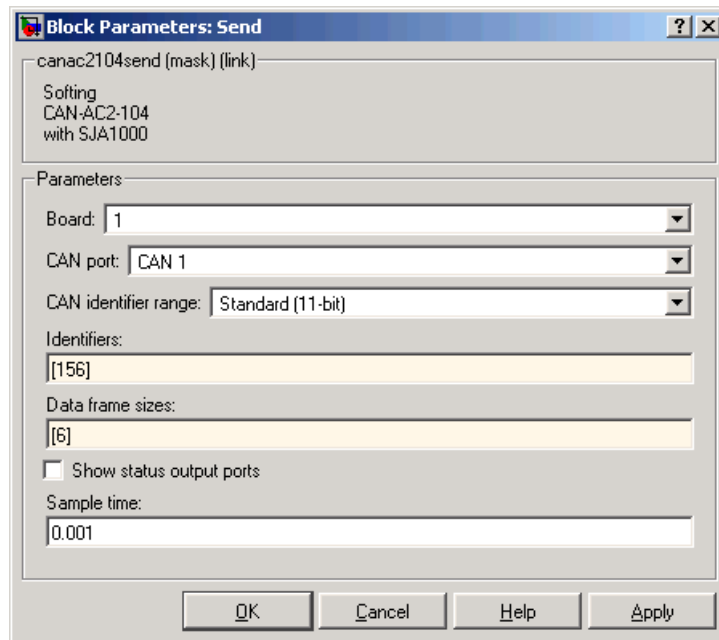 Block Parameters: Send
canac2104send (mask) (link)
Softing
CAN-AC2-104
with SJA1000
Parameters
Board: 1
CAN port: CAN 1
CAN identifier range: Standard (11-bit)
Identifiers:
[156]
Data frame sizes:
[6]
Show status output ports
Sample time:
0.001
OK Cancel Help Apply